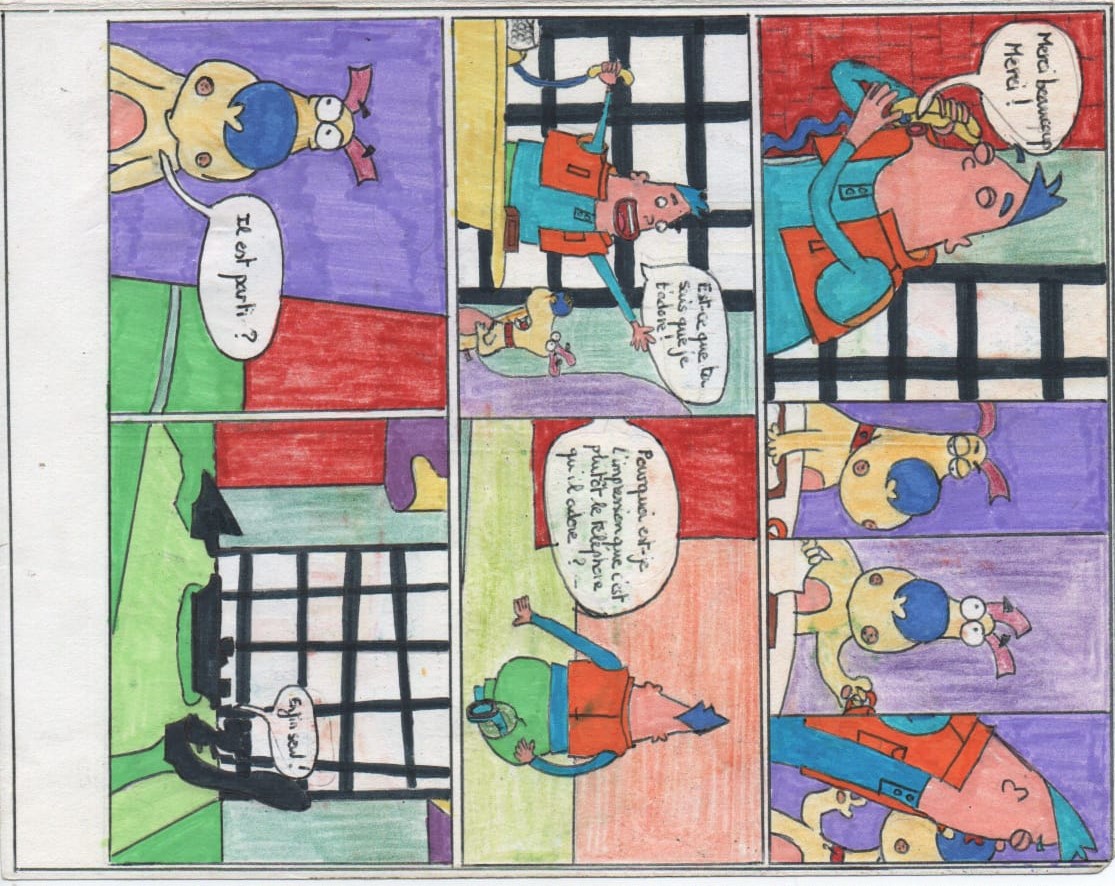 Merci beaucoup
Merci !
Est-ce que tu
sais que je
t'adore !
Pourquoi est-je
l'impression que c'est
plutôt le téléphone
qu'il adore ?
Il est parti ?
Enfin seul !